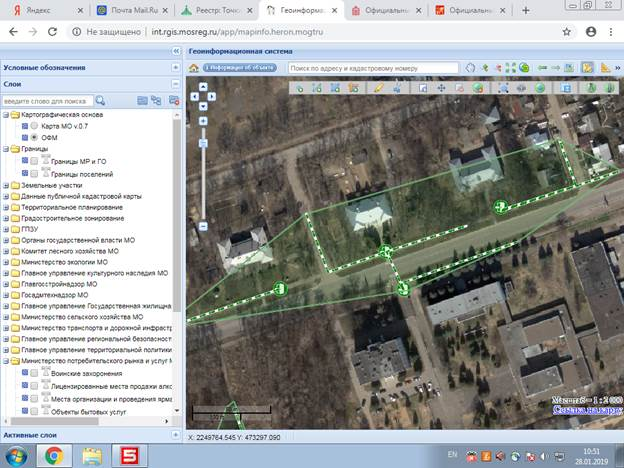 Яндекс
Почта Mail.Ru
Реестр: Точки
Геоинформа
Официальны
Официальны
Не защищено
int.rgis.mosreg.ru/app/mapinfo.heron.mogtru
Условные обозначения
Слои
введите слово для поиска
Картографическая основа
Карта МО v.0.7
ОФМ
Границы
Границы МР и ГО
Границы поселений
Земельные участки
Данные публичной кадастровой карты
Территориальное планирование
Градостроительное зонирование
ГПЗУ
Органы государственной власти МО
Комитет лесного хозяйства МО
Министерство экологии МО
Главное управление культурного наследия МО
Главгосстройнадзор МО
Госадмтехнадзор МО
Главное управление Государственная жилищна
Министерство сельского хозяйства МО
Министерство транспорта и дорожной инфраст
Главное управление региональной безопасност
Главное управление территориальной политики
Министерство потребительского рынка и услуг М
Воинские захоронения
Лицензированные места продажи алко
Места организации и проведения ярма
Объекты бытовых услуг
Активные слои
Геоинформационная система
Информация об объекте
Поиск по адресу и кадастровому номеру
Масштаб = 1 : 2 000
Ссылка на карту
X: 2249764.545 Y: 473297.090
EN
10:51
28.01.2019